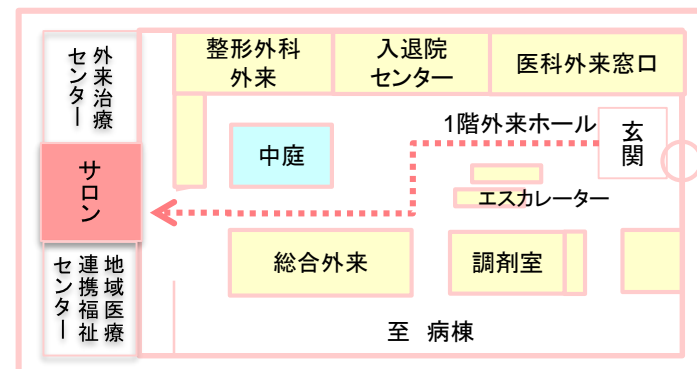 外来治療
センター
サロン
地域医療
連携福祉
センター
整形外科
外来
入退院
センター
医科外来窓口
1階外来ホール
玄関
中庭
エスカレーター
総合外来
調剤室
至 病棟